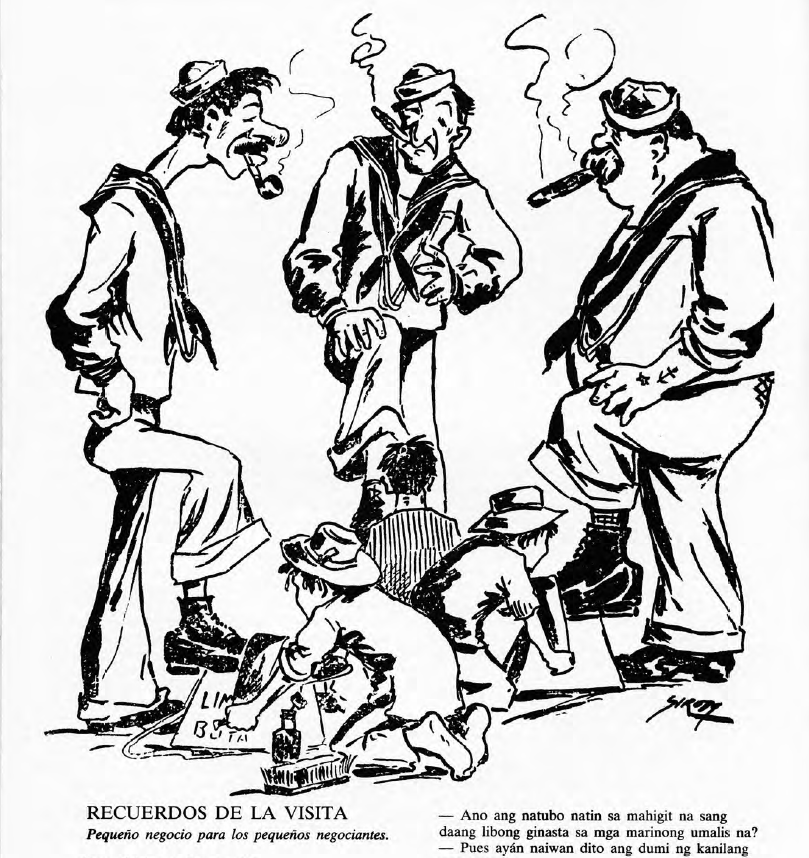 LIM
BOTA
RECUERDOS DE LA VISITA
Pequeño negocio para los pequeños negociantes.
— Ano ang natubo natin sa mahigit na sang
daang libong ginasta sa mga marinong umalis na?
— Pues ayán naiwan dito ang dumi ng kanilang